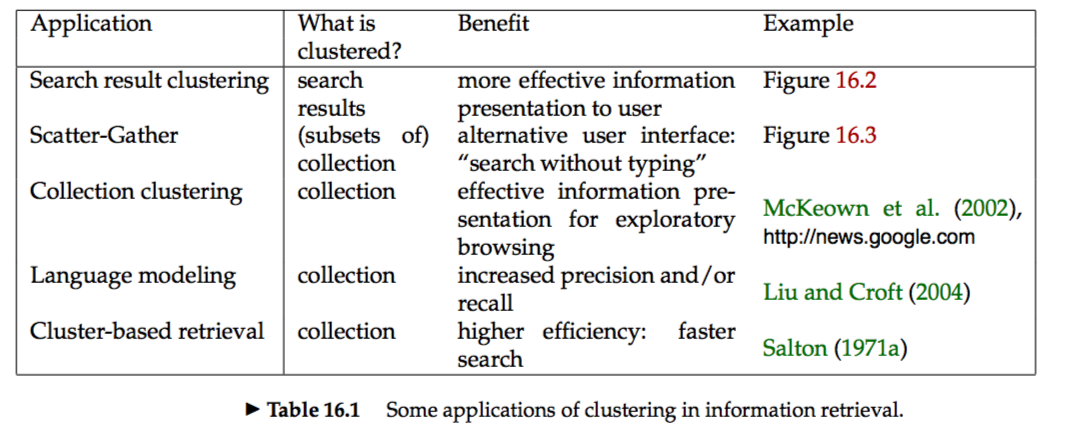 Application What is clustered? Benefit Example
Search result clustering search results more effective information presentation to user Figure 16.2
Scatter-Gather (subsets of) collection alternative user interface: “search without typing” Figure 16.3
Collection clustering collection effective information pre-sentation for exploratory browsing McKeown et al. (2002), http://news.google.com
Language modeling collection increased precision and/or recall Liu and Croft (2004)
Cluster-based retrieval collection higher efficiency: faster search Salton (1971a)
► Table 16.1 Some applications of clustering in information retrieval.